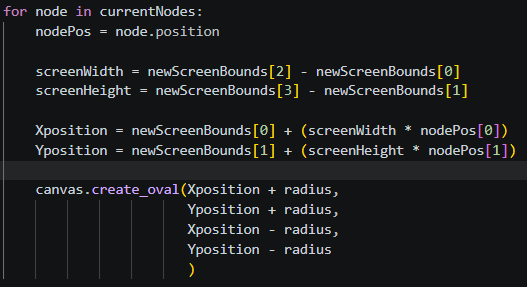 for node in currentNodes:
nodePos = node.position
screenWidth = newScreenBounds[2] - newScreenBounds[0]
screenHeight = newScreenBounds[3] - newScreenBounds[1]
Xposition = newScreenBounds[0] + (screenWidth * nodePos[0])
Yposition = newScreenBounds[1] + (screenHeight * nodePos[1])
canvas.create_oval(Xposition + radius,
Yposition + radius,
Xposition - radius,
Yposition - radius
)